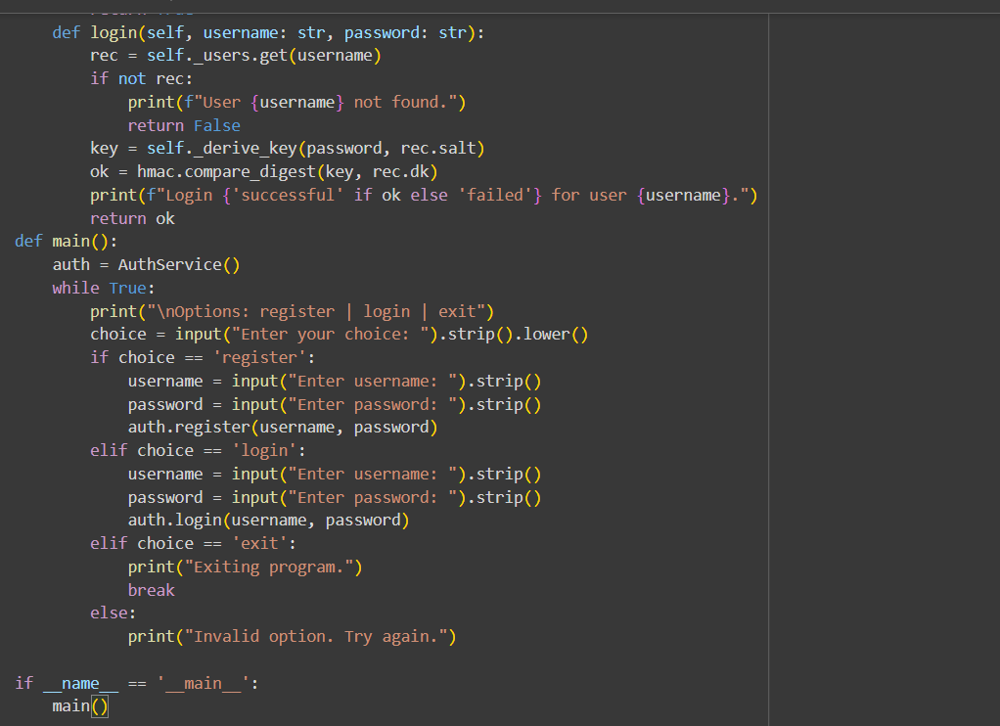 def login(self, username: str, password: str):
        rec = self._users.get(username)
        if not rec:
            print(f"User {username} not found.")
            return False
        key = self._derive_key(password, rec.salt)
        ok = hmac.compare_digest(key, rec.dk)
        print(f"Login {'successful' if ok else 'failed'} for user {username}.")
        return ok
def main():
    auth = AuthService()
    while True:
        print("\nOptions: register | login | exit")
        choice = input("Enter your choice: ").strip().lower()
        if choice == 'register':
            username = input("Enter username: ").strip()
            password = input("Enter password: ").strip()
            auth.register(username, password)
        elif choice == 'login':
            username = input("Enter username: ").strip()
            password = input("Enter password: ").strip()
            auth.login(username, password)
        elif choice == 'exit':
            print("Exiting program.")
            break
        else:
            print("Invalid option. Try again.")

if __name__ == '__main__':
    main()